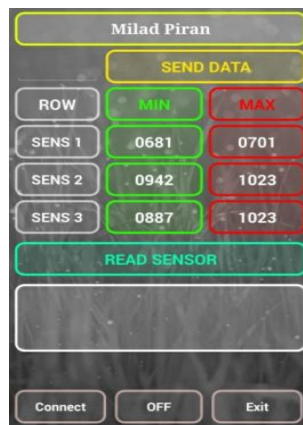 Milad Piran
SEND DATA
ROW MIN MAX
SENS 1 0681 0701
SENS 2 0942 1023
SENS 3 0887 1023
READ SENSOR
Connect OFF Exit